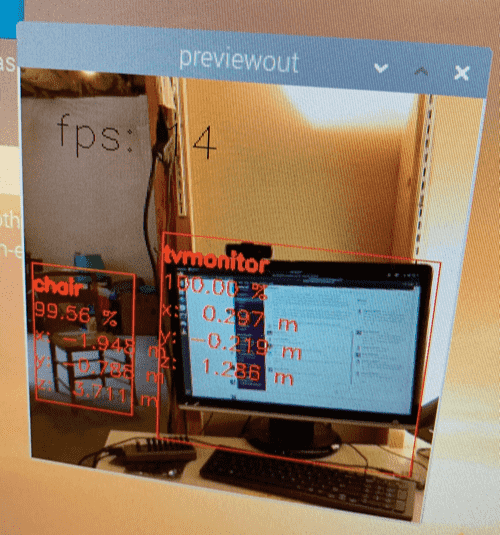 previewout
fps: 14
tvmonitor
100.00 %
x: 0.297 m
y: -0.219 m
z: 1.286 m
chair
99.56 %
x: -1.948 m
y: -0.786 m
z: 3.711 m